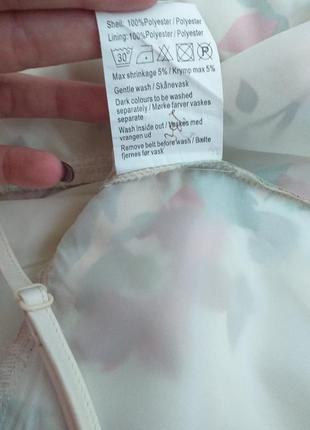 Shell: 100%Polyester / Polyester
Lining: 100%Polyester / Polyester
30°
P
Max shrinkage 5% / Krymp max 5%
Gentle wash / Skånevask
Dark colours to be washed
separately / Mørke farver vaskes
separate
Wash inside out / Vaskes med
vrangen ud
Remove belt before wash / Bælte
fjernes før vask